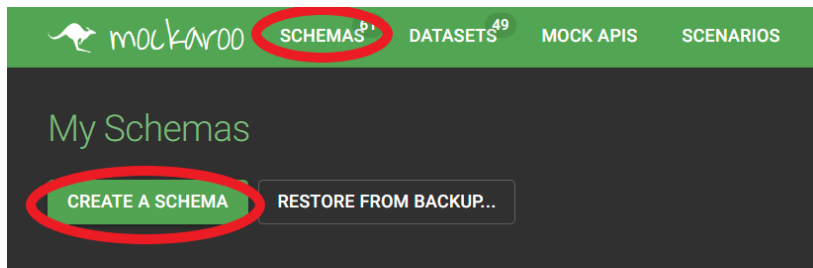 mockaroo SCHEMAS 61 DATASETS 49 MOCK APIS SCENARIOS
My Schemas
CREATE A SCHEMA RESTORE FROM BACKUP...